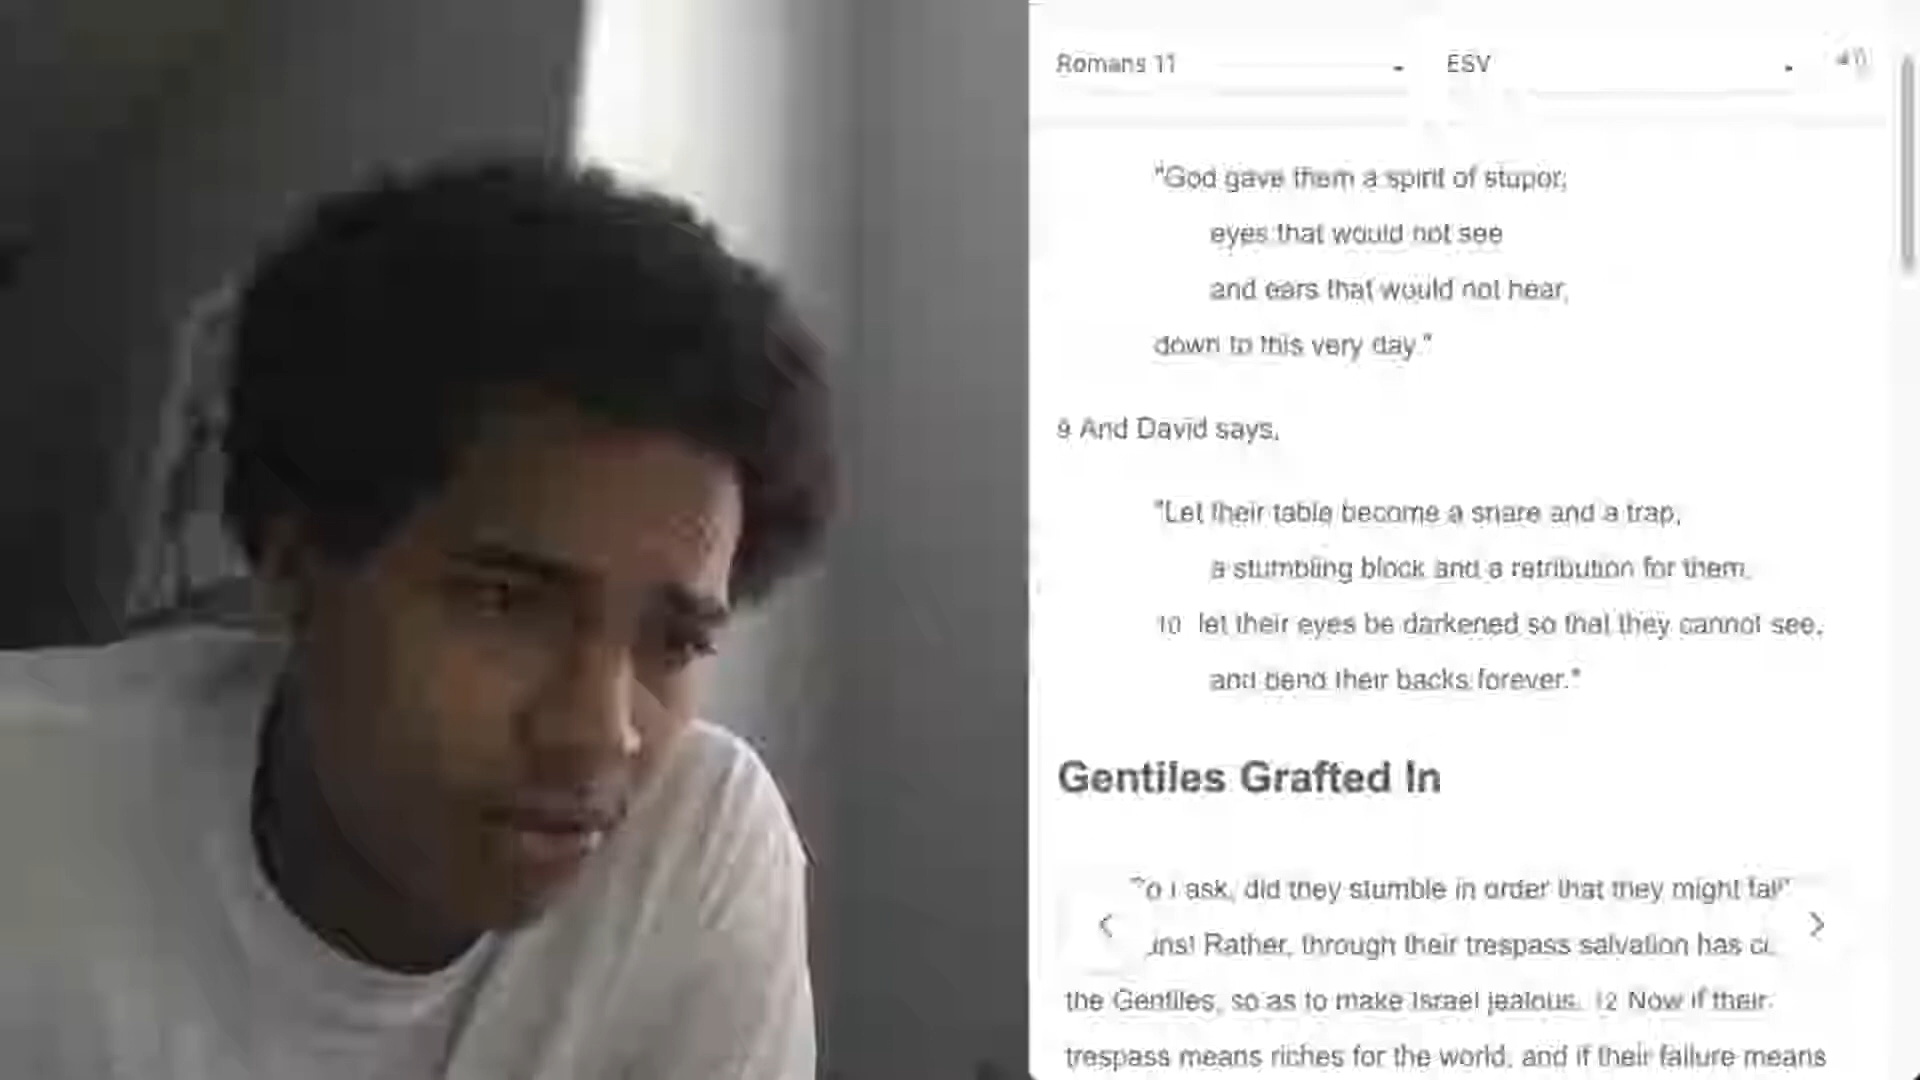 Romans 11
ESV
"God gave them a spirit of stupor,
eyes that would not see
and ears that would not hear,
down to this very day."
9 And David says,
"Let their table become a snare and a trap,
a stumbling block and a retribution for them;
10 let their eyes be darkened so that they cannot see,
and bend their backs forever."
Gentiles Grafted In
I ask, did they stumble in order that they might
Rather, through their trespass salvation has
the Gentiles, so as to make Israel jealous. 12 Now if their
trespass means riches for the world, and if their failure means